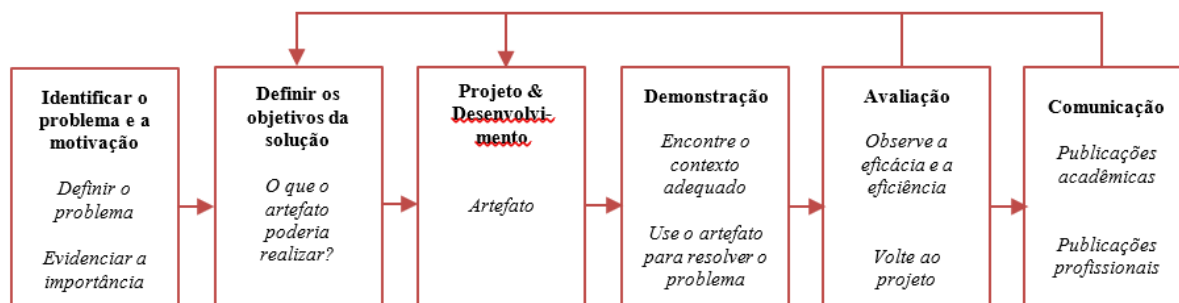 Identificar o
problema e a
motivação
Definir o
problema
Evidenciar a
importância
Definir os
objetivos da
solução
O que o
artefato
poderia
realizar?
Projeto &
Desenvolvi-
mento
Artefato
Demonstração
Encontre o
contexto
adequado
Use o artefato
para resolver o
problema
Avaliação
Observe a
eficácia e a
eficiência
Volte ao
projeto
Comunicação
Publicações
acadêmicas
Publicações
profissionais